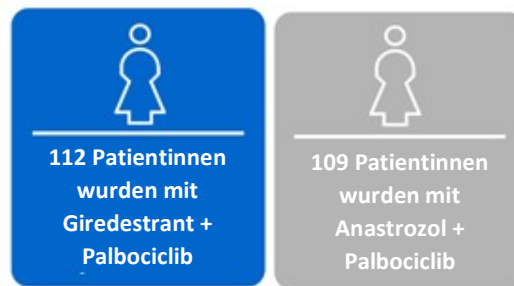 112 Patientinnen
wurden mit
Giredestrant +
Palbociclib
109 Patientinnen
wurden mit
Anastrozol +
Palbociclib